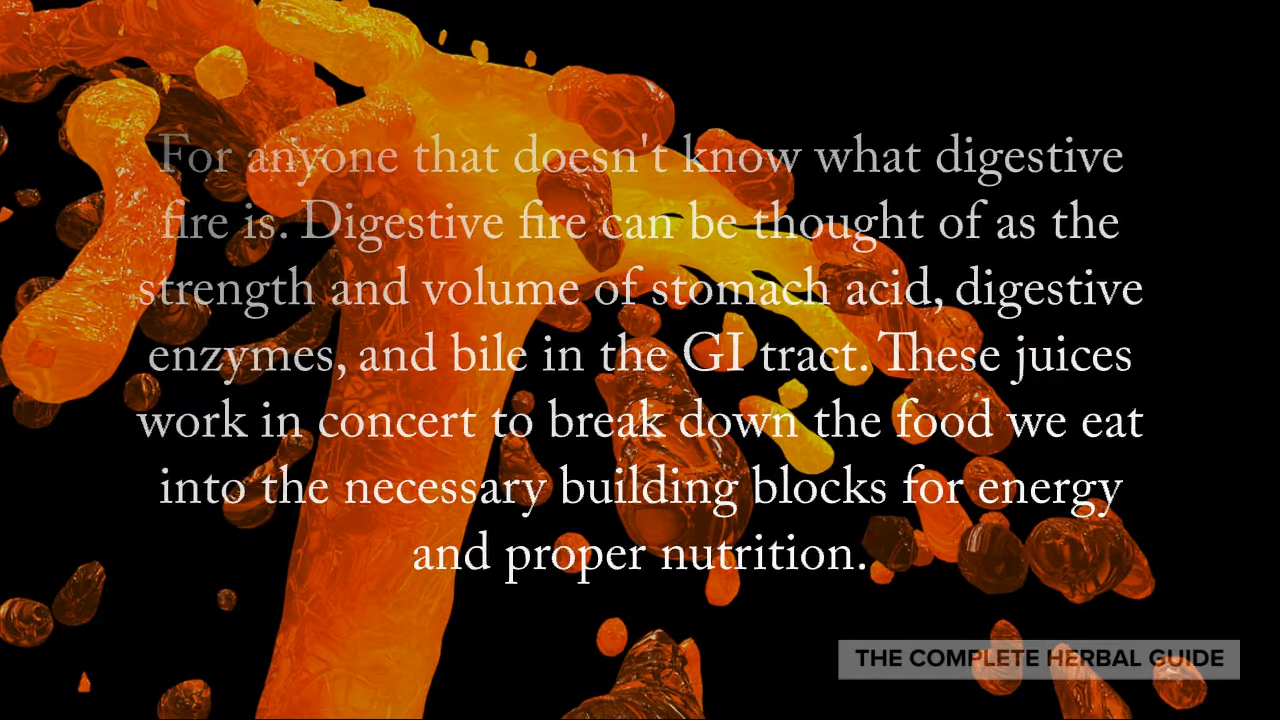 For anyone that doesn't know what digestive
fire is. Digestive fire can be thought of as the
strength and volume of stomach acid, digestive
enzymes, and bile in the GI tract. These juices
work in concert to break down the food we eat
into the necessary building blocks for energy
and proper nutrition.
THE COMPLETE HERBAL GUIDE